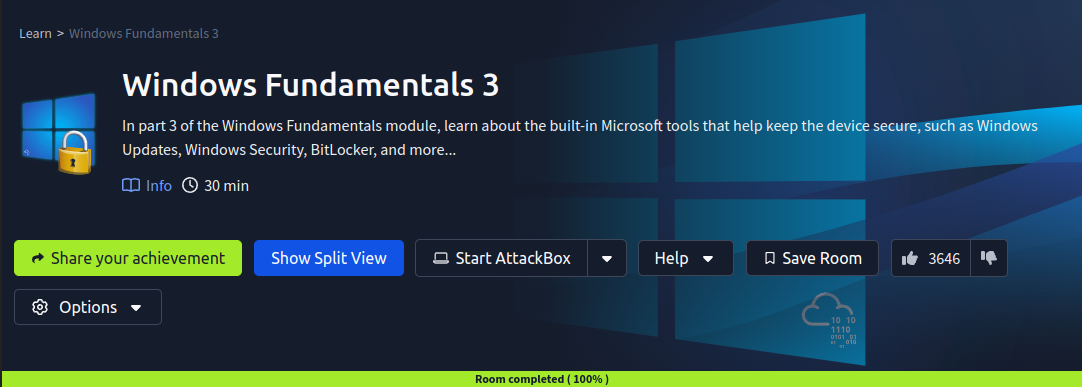 Learn > Windows Fundamentals 3
Windows Fundamentals 3
In part 3 of the Windows Fundamentals module, learn about the built-in Microsoft tools that help keep the device secure, such as Windows
Updates, Windows Security, BitLocker, and more...
Info 30 min
Share your achievement Show Split View Start AttackBox Help Save Room 3646
Options
10 10
1110
0101 01
01 010
01
Room completed ( 100% )